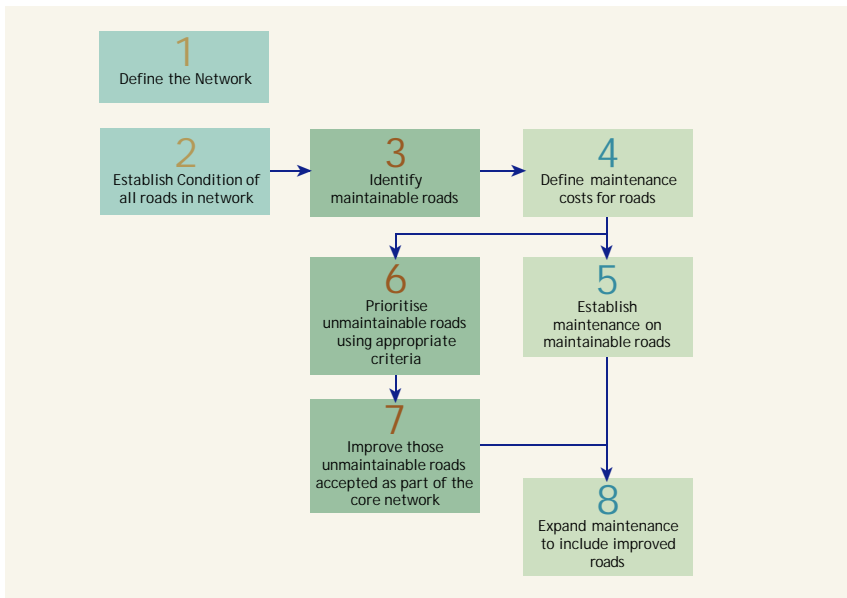 1
Define the Network
2
Establish Condition of
all roads in network
3
Identify
maintainable roads
4
Define maintenance
costs for roads
6
Prioritise
unmaintainable roads
using appropriate
criteria
5
Establish
maintenance on
maintainable roads
7
Improve those
unmaintainable roads
accepted as part of the
core network
8
Expand maintenance
to include improved
roads